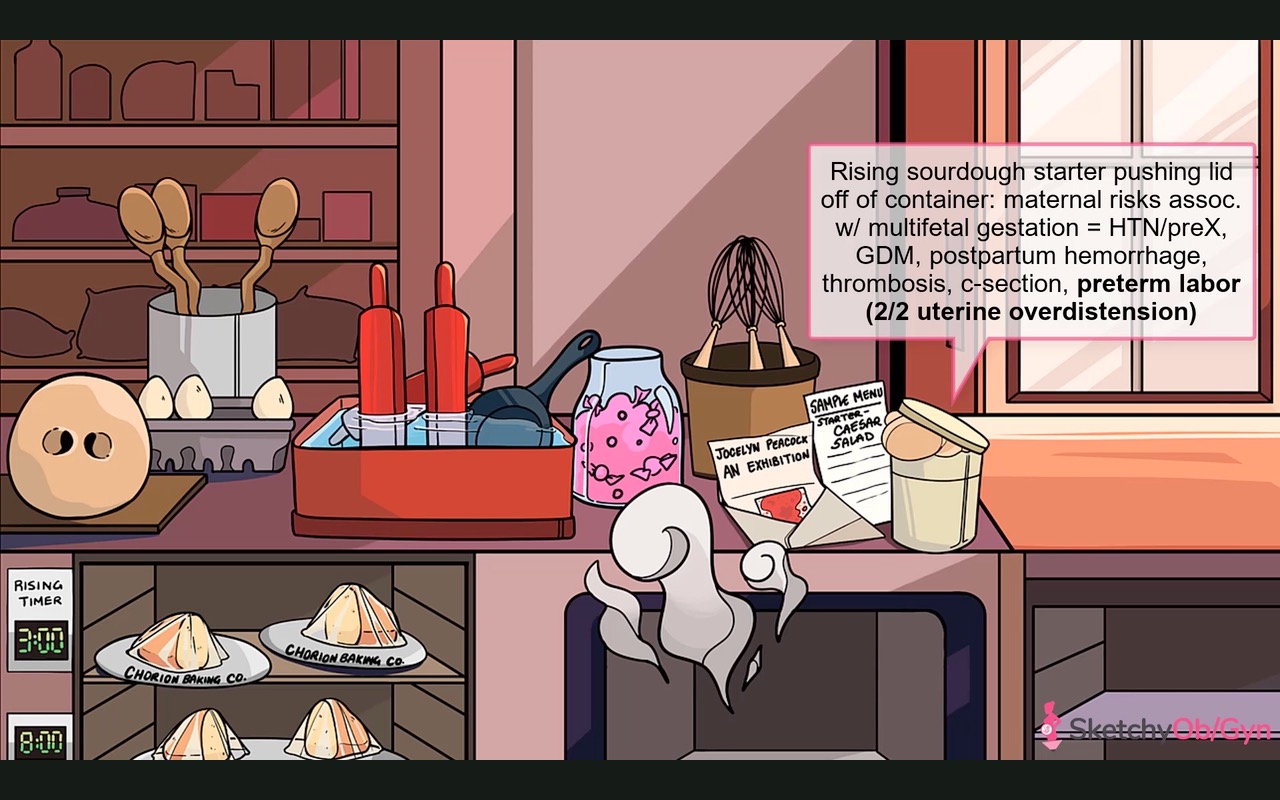 Rising sourdough starter pushing lid
off of container: maternal risks assoc.
w/ multifetal gestation = HTN/preX,
GDM, postpartum hemorrhage,
thrombosis, c-section, preterm labor
(2/2 uterine overdistension)
SAMPLE MENU
STARTER-
CAESAR
SALAD
JOCELYN PEACOCK
AN EXHIBITION
RISING
TIMER
3:00
CHORION BAKING CO.
CHORION BAKING CO.
8:00
SketchyOb/Gyn